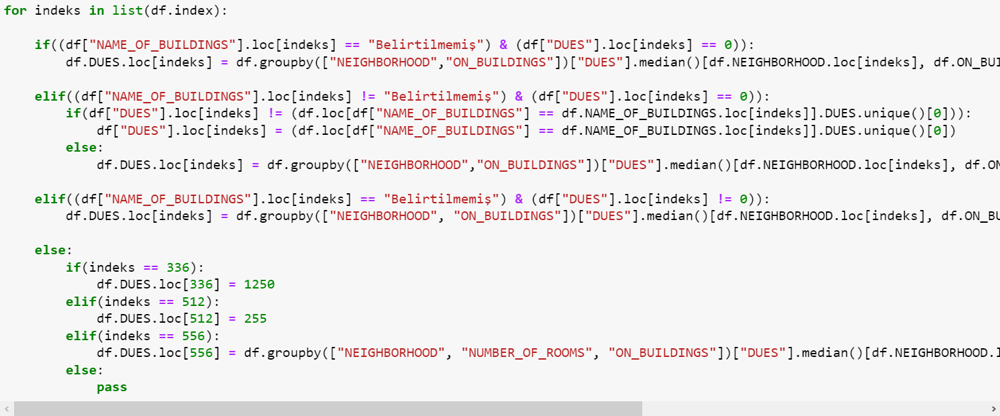 for indeks in list(df.index):
    if((df["NAME_OF_BUILDINGS"].loc[indeks] == "Belirtilmemiş") & (df["DUES"].loc[indeks] == 0)):
        df.DUES.loc[indeks] = df.groupby(["NEIGHBORHOOD","ON_BUILDINGS"])["DUES"].median()[df.NEIGHBORHOOD.loc[indeks], df.ON_BUI
    elif((df["NAME_OF_BUILDINGS"].loc[indeks] != "Belirtilmemiş") & (df["DUES"].loc[indeks] == 0)):
        if(df["DUES"].loc[indeks] != (df.loc[df["NAME_OF_BUILDINGS"] == df.NAME_OF_BUILDINGS.loc[indeks]].DUES.unique()[0])):
            df["DUES"].loc[indeks] = (df.loc[df["NAME_OF_BUILDINGS"] == df.NAME_OF_BUILDINGS.loc[indeks]].DUES.unique()[0])
        else:
            df.DUES.loc[indeks] = df.groupby(["NEIGHBORHOOD","ON_BUILDINGS"])["DUES"].median()[df.NEIGHBORHOOD.loc[indeks], df.ON
    elif((df["NAME_OF_BUILDINGS"].loc[indeks] == "Belirtilmemiş") & (df["DUES"].loc[indeks] != 0)):
        df.DUES.loc[indeks] = df.groupby(["NEIGHBORHOOD", "ON_BUILDINGS"])["DUES"].median()[df.NEIGHBORHOOD.loc[indeks], df.ON_BU
    else:
        if(indeks == 336):
            df.DUES.loc[336] = 1250
        elif(indeks == 512):
            df.DUES.loc[512] = 255
        elif(indeks == 556):
            df.DUES.loc[556] = df.groupby(["NEIGHBORHOOD", "NUMBER_OF_ROOMS", "ON_BUILDINGS"])["DUES"].median()[df.NEIGHBORHOOD.l
        else:
            pass